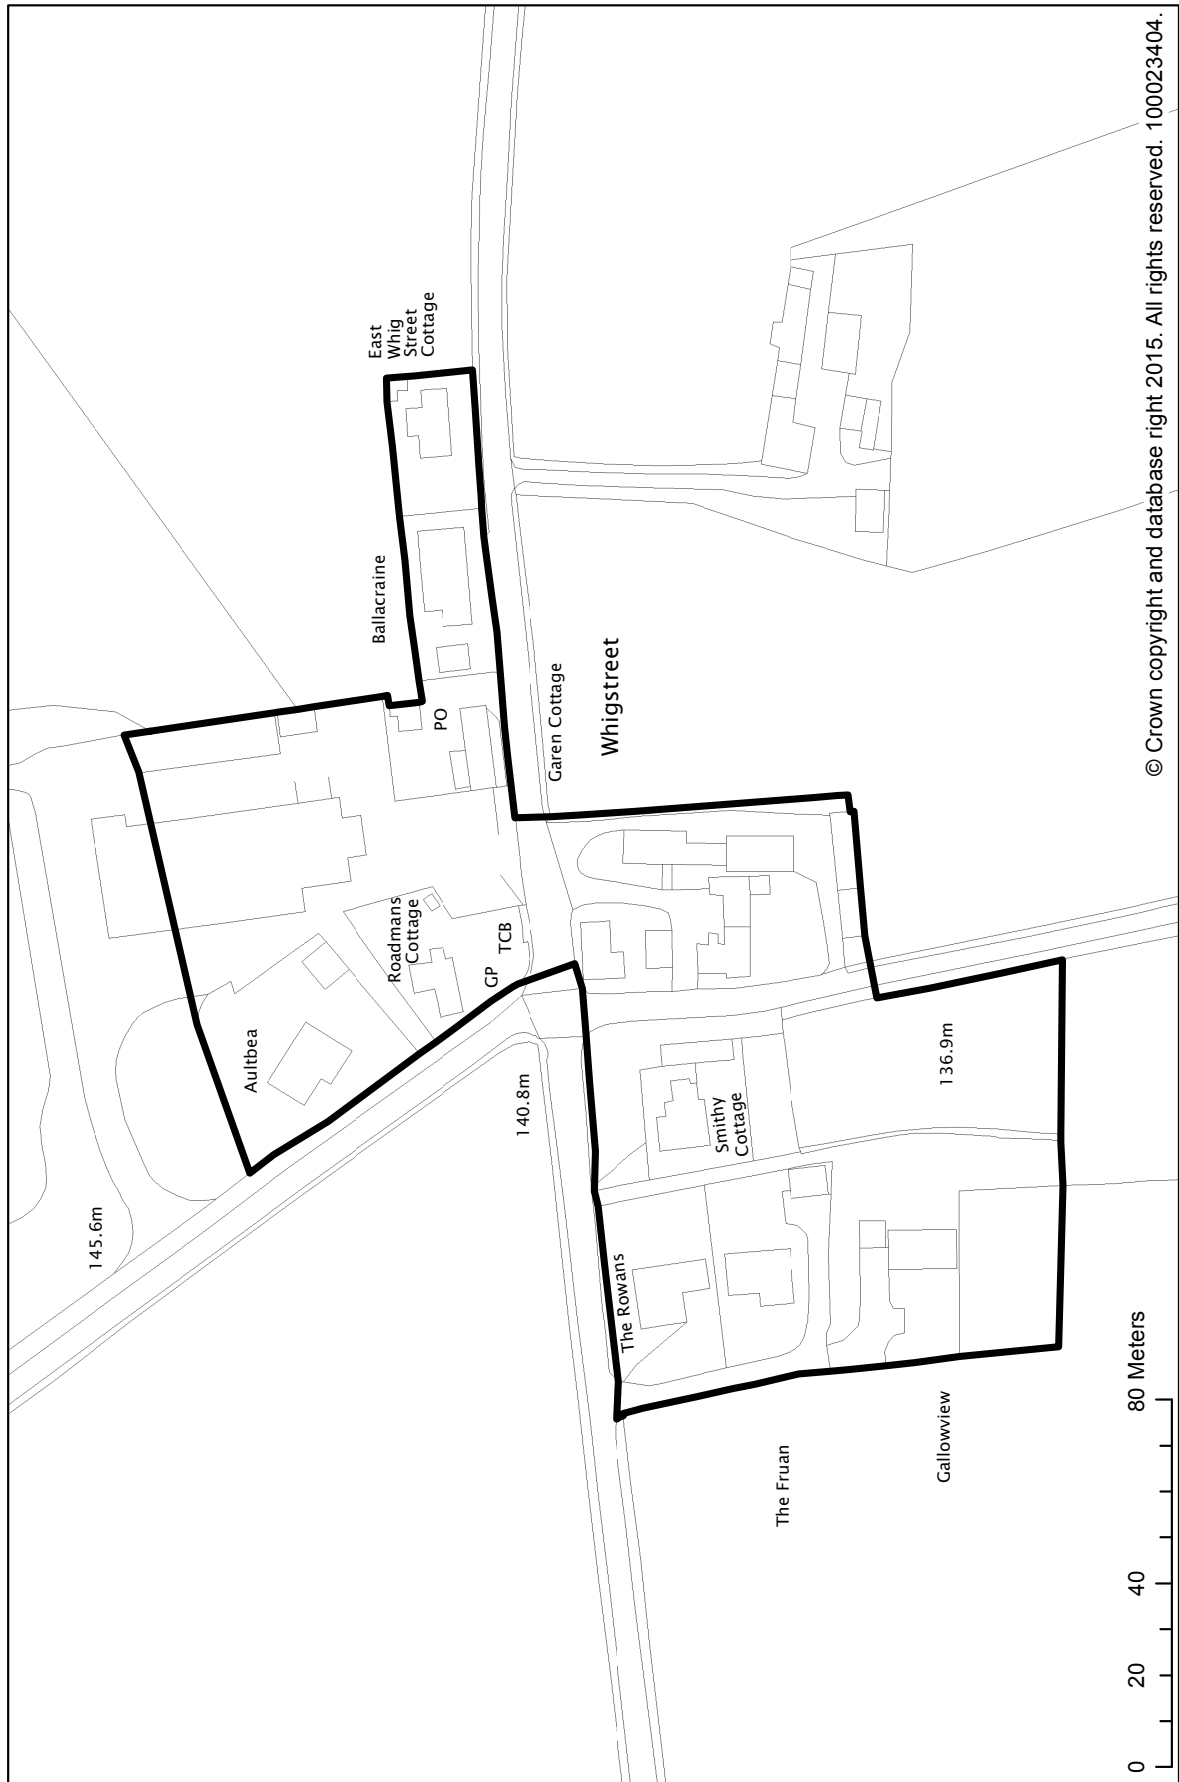 145.6m
Aultbea
Roadmans
Cottage
GP
TCB
PO
Ballacraine
East
Whig
Street
Cottage
140.8m
Garen Cottage
Whigstreet
The Rowans
Smithy
Cottage
The Fruan
Gallowview
136.9m
0 20 40 80 Meters
© Crown copyright and database right 2015. All rights reserved. 100023404.